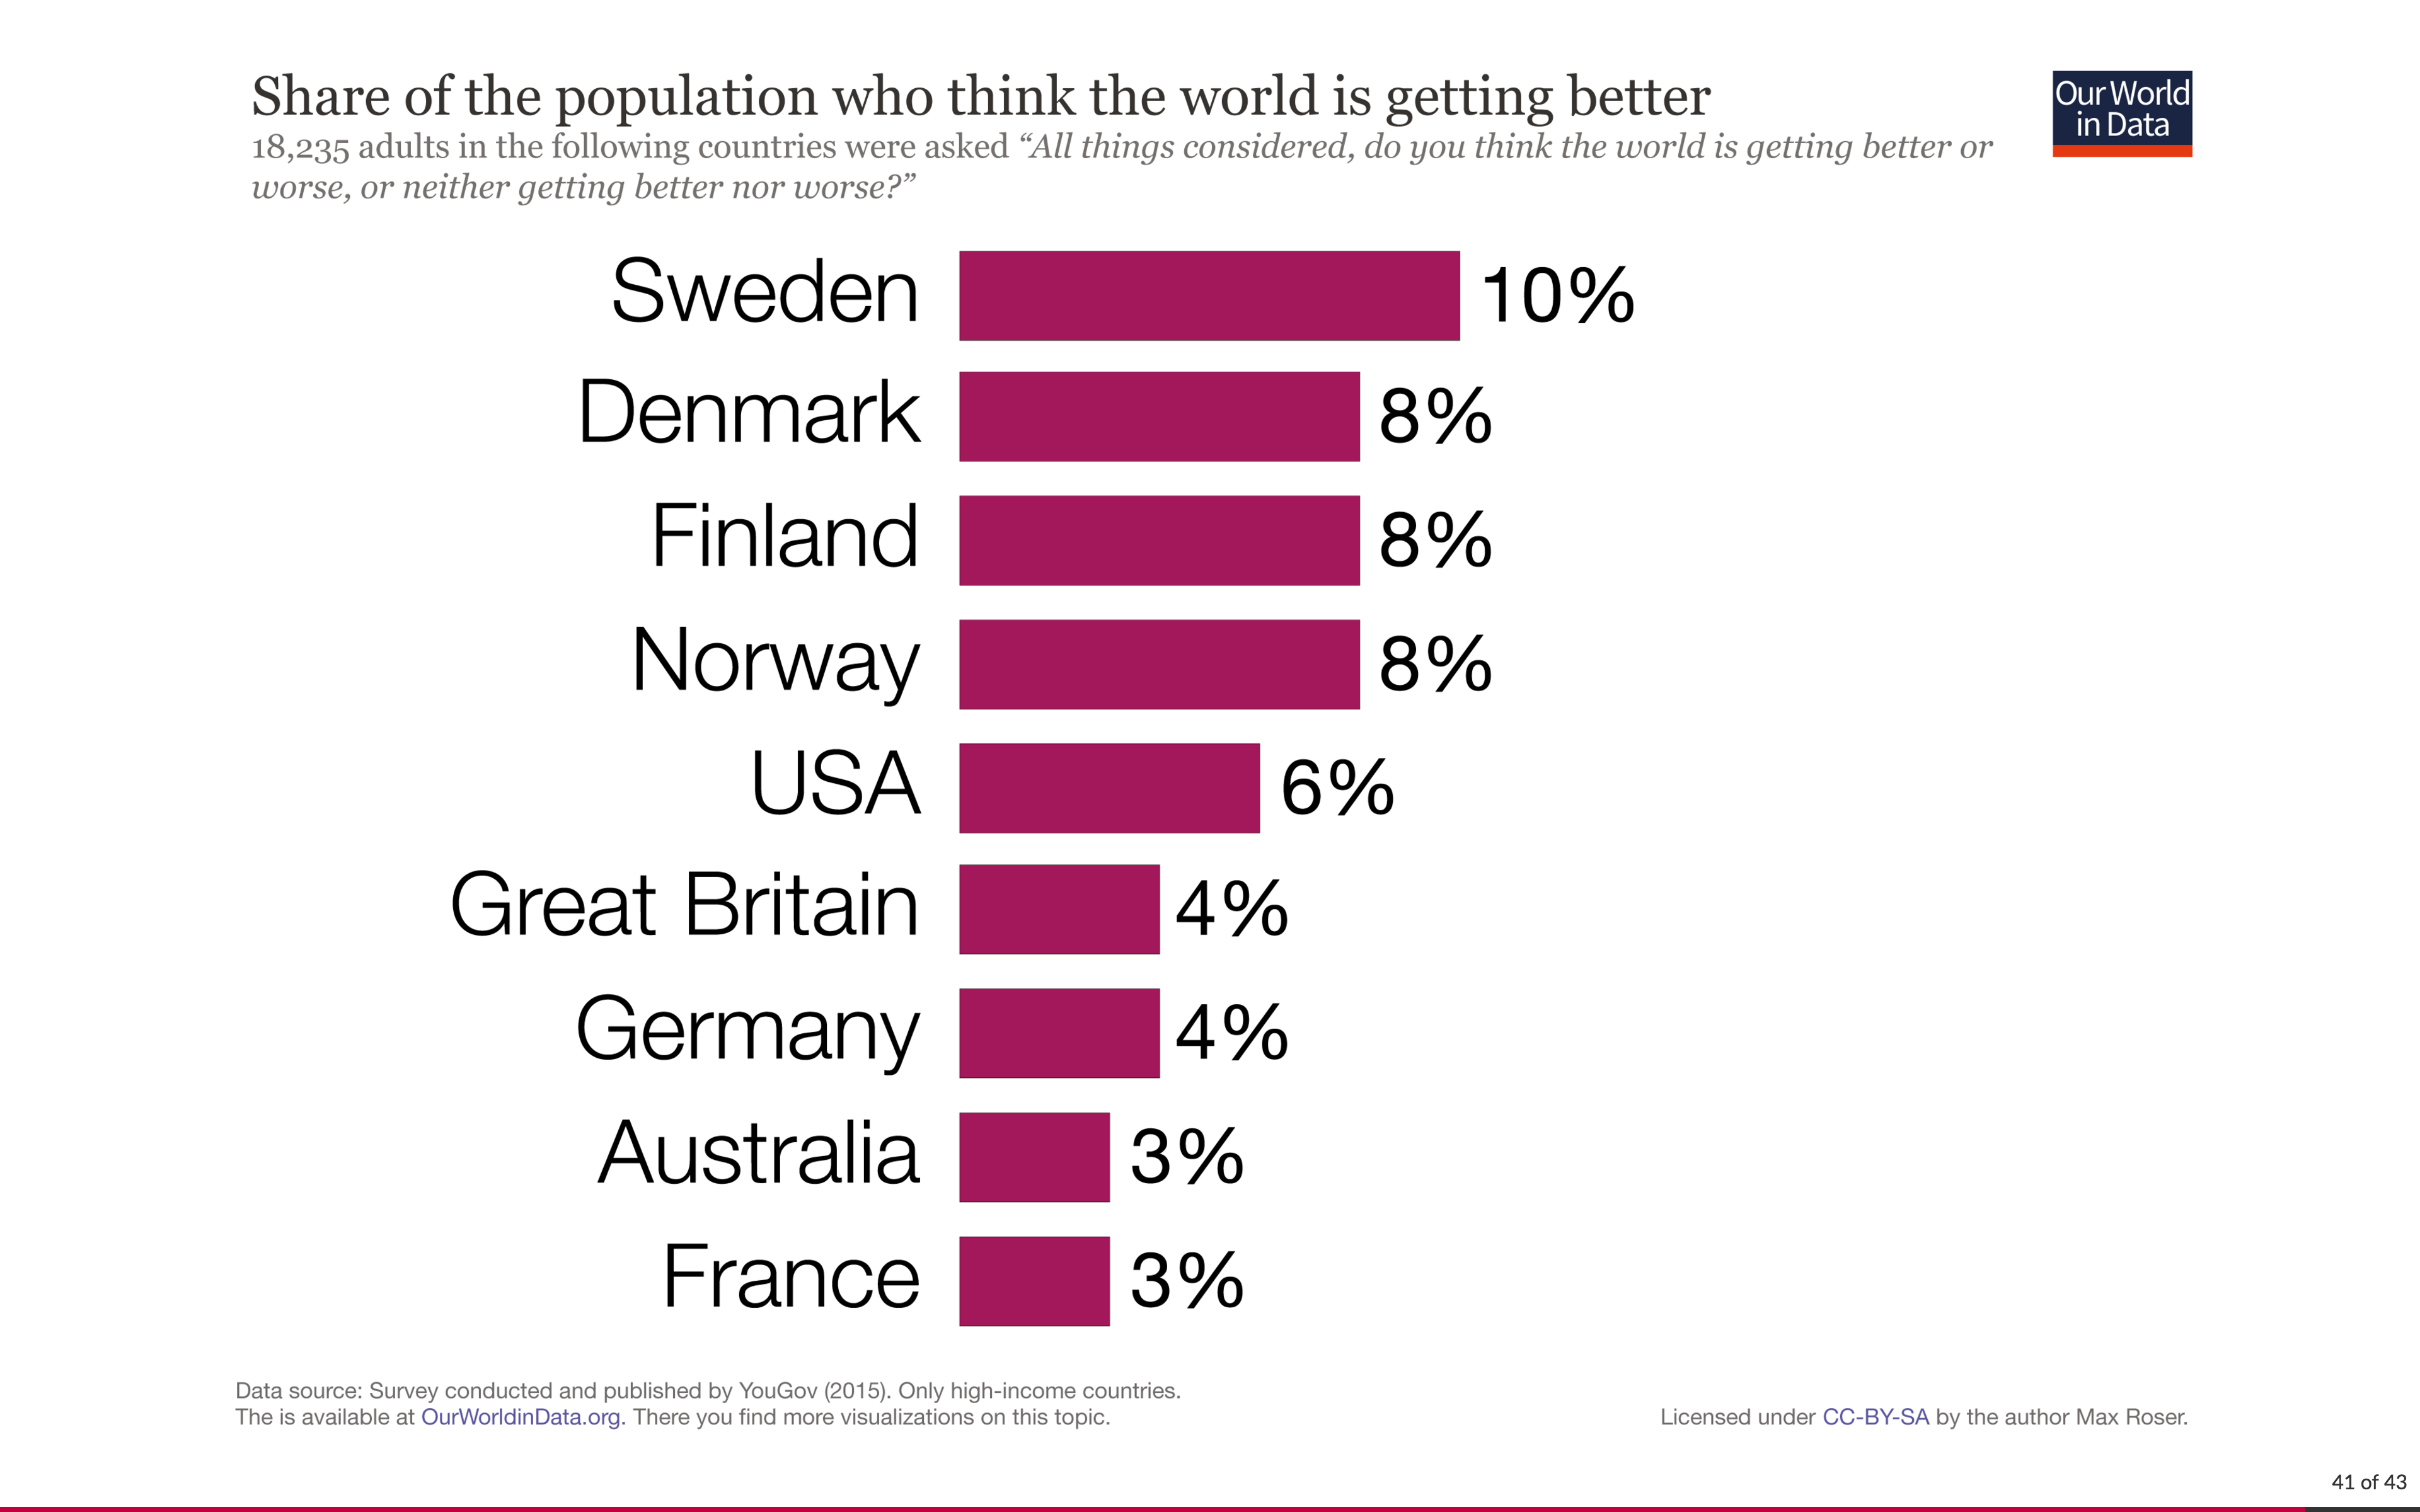 Share of the population who think the world is getting better
18,235 adults in the following countries were asked “All things considered, do you think the world is getting better or
worse, or neither getting better nor worse?”
Our World
in Data
Sweden 10%
Denmark 8%
Finland 8%
Norway 8%
USA 6%
Great Britain 4%
Germany 4%
Australia 3%
France 3%
Data source: Survey conducted and published by YouGov (2015). Only high-income countries.
The is available at OurWorldinData.org. There you find more visualizations on this topic.
Licensed under CC-BY-SA by the author Max Roser.
41 of 43